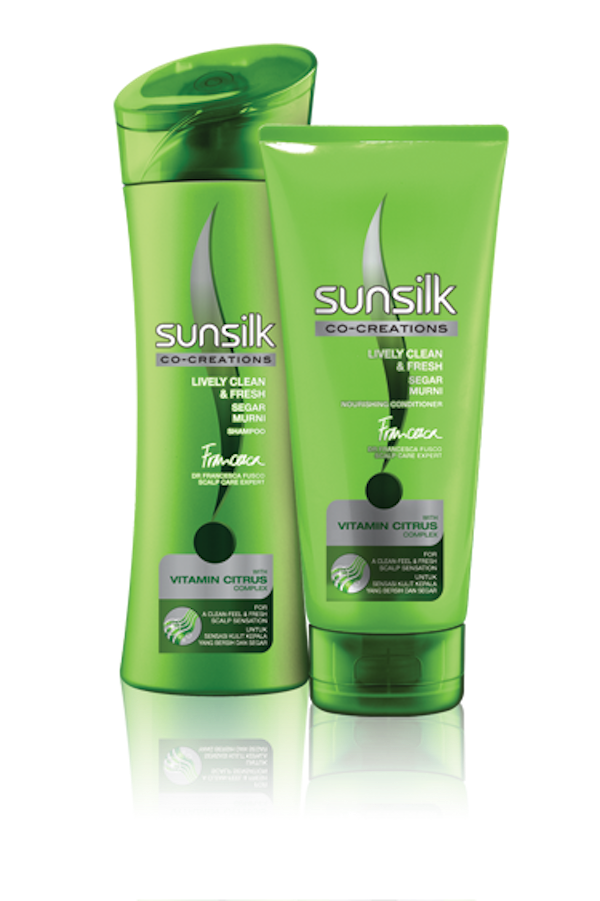 sunsilk
CO-CREATIONS
LIVELY CLEAN
& FRESH
SEGAR
MURNI
SHAMPOO
Francesca
DR FRANCESCA FUSCO
SCALP CARE EXPERT
WITH
VITAMIN CITRUS
COMPLEX
FOR
A CLEAN FEEL & FRESH
SCALP SENSATION
UNTUK
SENSASI KULIT KEPALA
YANG BERSIH DAN SEGAR
sunsilk
CO-CREATIONS
LIVELY CLEAN
& FRESH
SEGAR
MURNI
NOURISHING CONDITIONER
Francesca
DR FRANCESCA FUSCO
SCALP CARE EXPERT
WITH
VITAMIN CITRUS
COMPLEX
FOR
A CLEAN FEEL & FRESH
SCALP SENSATION
UNTUK
SENSASI KULIT KEPALA
YANG BERSIH DAN SEGAR